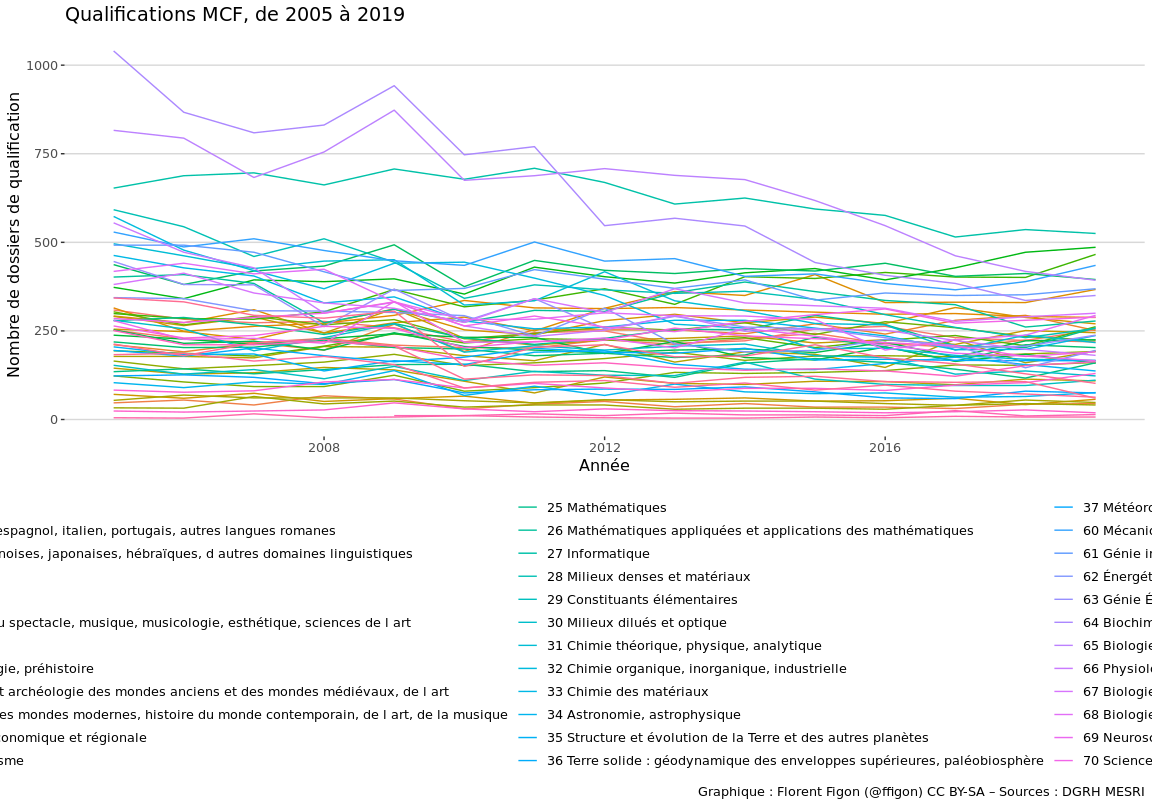 Qualifications MCF, de 2005 à 2019
Nombre de dossiers de qualification
1000
750
500
250
0
2008
2012
2016
Année
espagnol, italien, portugais, autres langues romanes
noises, japonaises, hébraïques, d autres domaines linguistiques
u spectacle, musique, musicologie, esthétique, sciences de l art
gie, préhistoire
t archéologie des mondes anciens et des mondes médiévaux, de l art
es mondes modernes, histoire du monde contemporain, de l art, de la musique
onomique et régionale
sme
25 Mathématiques
26 Mathématiques appliquées et applications des mathématiques
27 Informatique
28 Milieux denses et matériaux
29 Constituants élémentaires
30 Milieux dilués et optique
31 Chimie théorique, physique, analytique
32 Chimie organique, inorganique, industrielle
33 Chimie des matériaux
34 Astronomie, astrophysique
35 Structure et évolution de la Terre et des autres planètes
36 Terre solide : géodynamique des enveloppes supérieures, paléobiosphère
37 Météoro
60 Mécanic
61 Génie in
62 Énergét
63 Génie É
64 Biochim
65 Biologie
66 Physiolo
67 Biologie
68 Biologie
69 Neurosc
70 Science
Graphique : Florent Figon (@ffigon) CC BY-SA – Sources : DGRH MESRI